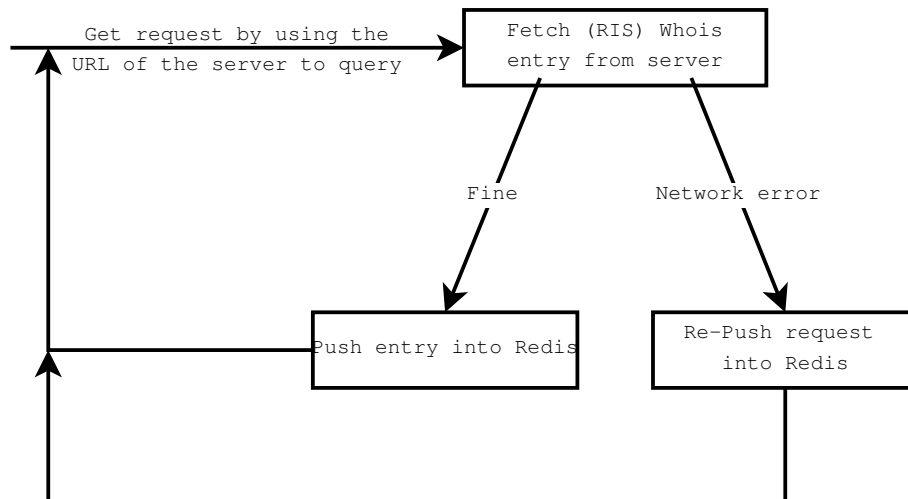 Get request by using the
URL of the server to query
Fetch (RIS) Whois
entry from server
Fine
Network error
Push entry into Redis
Re-Push request
into Redis